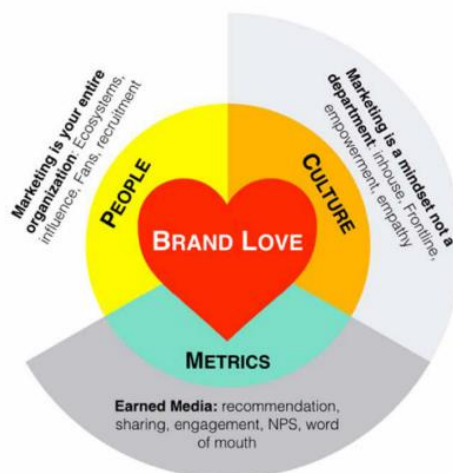 Marketing is your entire
organization: Ecosystems,
influence, Fans, recruitment
PEOPLE
Marketing is a mindset not a
department: inhouse, Frontline,
empowerment, empathy
CULTURE
BRAND LOVE
METRICS
Earned Media: recommendation,
sharing, engagement, NPS, word
of mouth